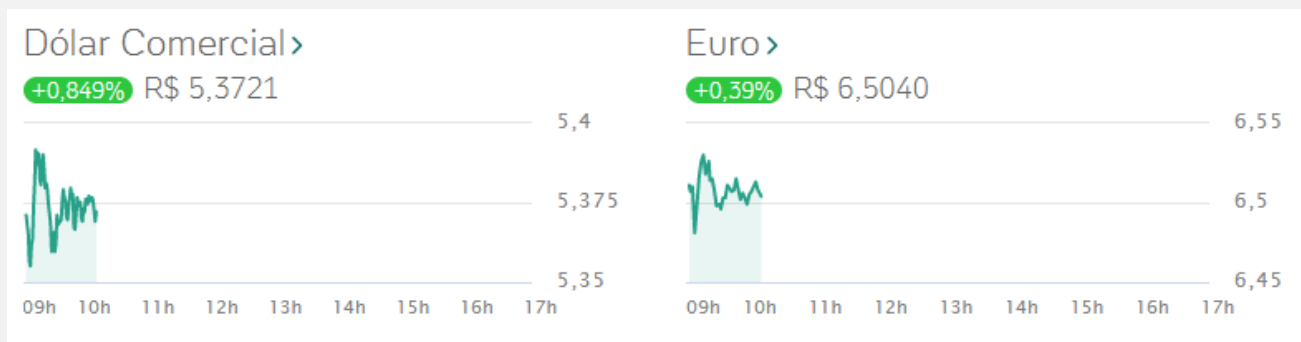 Dólar Comercial >
+0,849% R$ 5,3721
5,4
5,375
5,35
09h 10h 11h 12h 13h 14h 15h 16h 17h
Euro >
+0,39% R$ 6,5040
6,55
6,5
6,45
09h 10h 11h 12h 13h 14h 15h 16h 17h